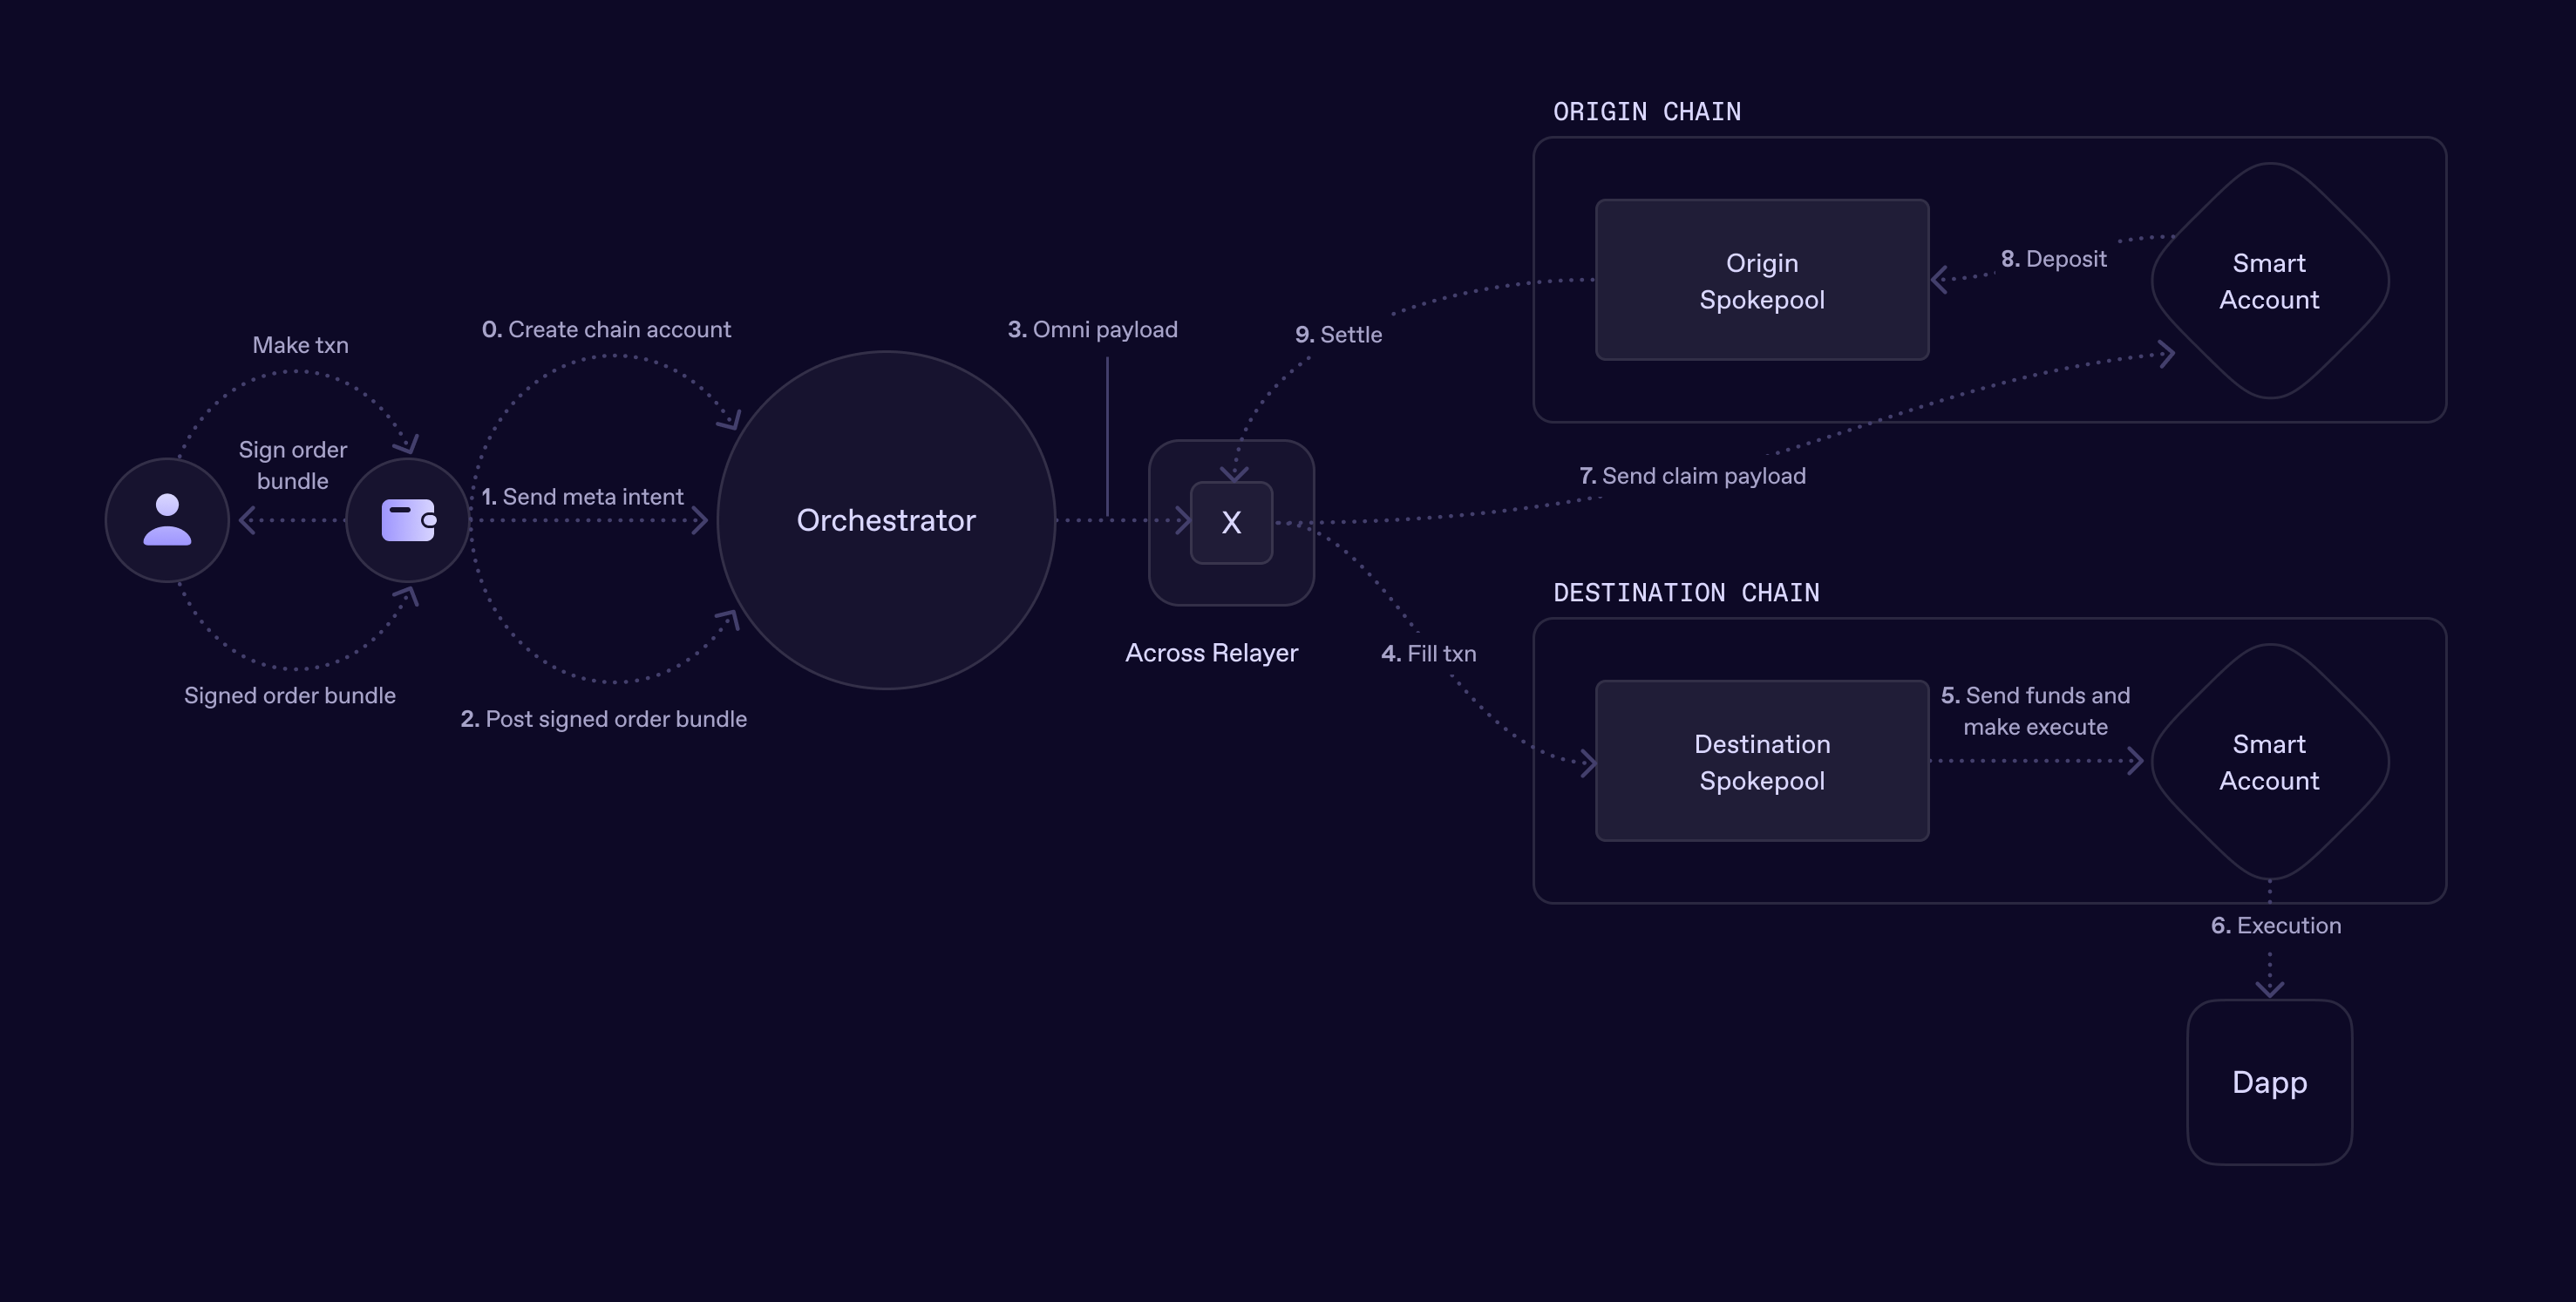 ORIGIN CHAIN
Origin
Spokepool
8. Deposit
Smart
Account
0. Create chain account
3. Omni payload
9. Settle
Make txn
Sign order
bundle
1. Send meta intent
Orchestrator
X
7. Send claim payload
DESTINATION CHAIN
Across Relayer
4. Fill txn
Signed order bundle
2. Post signed order bundle
Destination
Spokepool
5. Send funds and
make execute
Smart
Account
6. Execution
Dapp